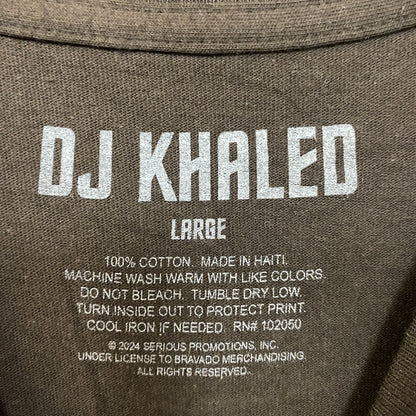 DJ KHALED
LARGE
100% COTTON. MADE IN HAITI.
MACHINE WASH WARM WITH LIKE COLORS.
DO NOT BLEACH. TUMBLE DRY LOW.
TURN INSIDE OUT TO PROTECT PRINT.
COOL IRON IF NEEDED. RN# 102050
© 2024 SERIOUS PROMOTIONS, INC.
UNDER LICENSE TO BRAVADO MERCHANDISING.
ALL RIGHTS RESERVED.